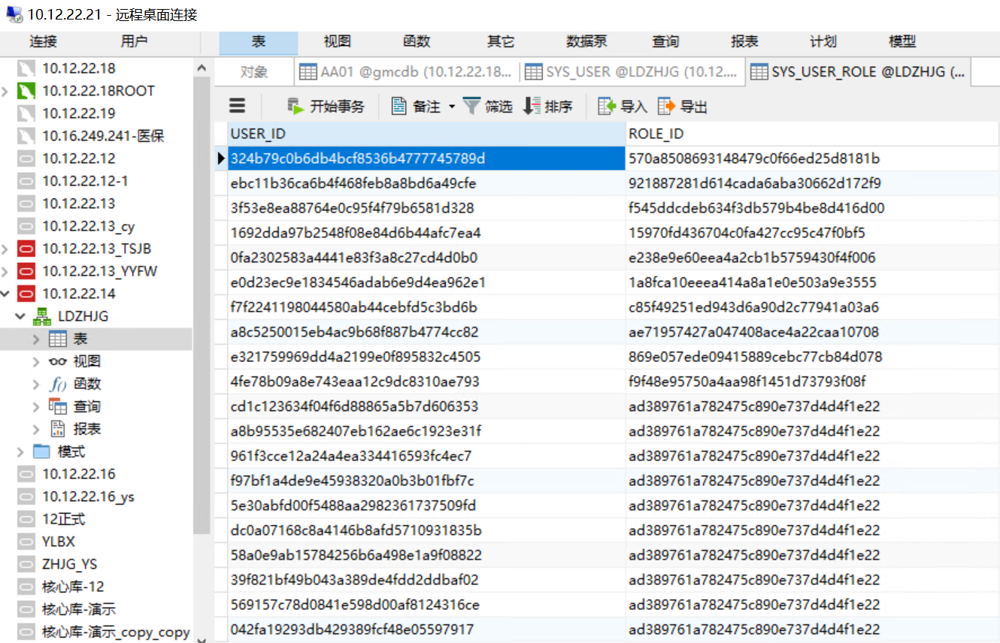 10.12.22.21 - 远程桌面连接
连接 用户 表 视图 函数 其它 数据泵 查询 报表 计划 模型
对象 AA01 @gmcdb (10.12.22.18... SYS_USER @LDZHJG (10.12.... SYS_USER_ROLE @LDZHJG (...
开始事务 备注 筛选 排序 导入 导出
10.12.22.18
10.12.22.18ROOT
10.12.22.19
10.16.249.241-医保
10.12.22.12
10.12.22.12-1
10.12.22.13
10.12.22.13_cy
10.12.22.13_TSJB
10.12.22.13_YYFW
10.12.22.14
LDZHJG
表
视图
函数
查询
报表
模式
10.12.22.16
10.12.22.16_ys
12正式
YLBX
ZHJG_YS
核心库-12
核心库-演示
核心库-演示_copy_copy
USER_ID ROLE_ID
324b79c0b6db4bcf8536b4777745789d 570a8508693148479c0f66ed25d8181b
ebc11b36ca6b4f468feb8a8bd6a49cfe 921887281d614cada6aba30662d172f9
3f53e8ea88764e0c95f4f79b6581d328 f545ddcdeb634f3db579b4be8d416d00
1692dda97b2548f08e84d6b44afc7ea4 15970fd436704c0fa427cc95c47f0bf5
0fa2302583a4441e83f3a8c27cd4d0b0 e238e9e60eea4a2cb1b5759430f4f006
e0d23ec9e1834546adab6e9d4ea962e1 1a8fca10eeea414a8a1e0e503a9e3555
f7f2241198044580ab44cebfd5c3bd6b c85f49251ed943d6a90d2c77941a03a6
a8c5250015eb4ac9b68f887b4774cc82 ae71957427a047408ace4a22caa10708
e321759969dd4a2199e0f895832c4505 869e057ede09415889cebc77cb84d078
4fe78b09a8e743eaa12c9dc8310ae793 f9f48e95750a4aa98f1451d73793f08f
cd1c123634f04f6d88865a5b7d606353 ad389761a782475c890e737d4d4f1e22
a8b95535e682407eb162ae6c1923e31f ad389761a782475c890e737d4d4f1e22
961f3cce12a24a4ea334416593fc4ec7 ad389761a782475c890e737d4d4f1e22
f97bf1a4de9e45938320a0b3b01fbf7c ad389761a782475c890e737d4d4f1e22
5e30abfd00f5488aa2982361737509fd ad389761a782475c890e737d4d4f1e22
dc0a07168c8a4146b8afd5710931835b ad389761a782475c890e737d4d4f1e22
58a0e9ab15784256b6a498e1a9f08822 ad389761a782475c890e737d4d4f1e22
39f821bf49b043a389de4fdd2ddbaf02 ad389761a782475c890e737d4d4f1e22
569157c78d0841e598d00af8124316ce ad389761a782475c890e737d4d4f1e22
042fa19293db429389fcf48e05597917 ad389761a782475c890e737d4d4f1e22